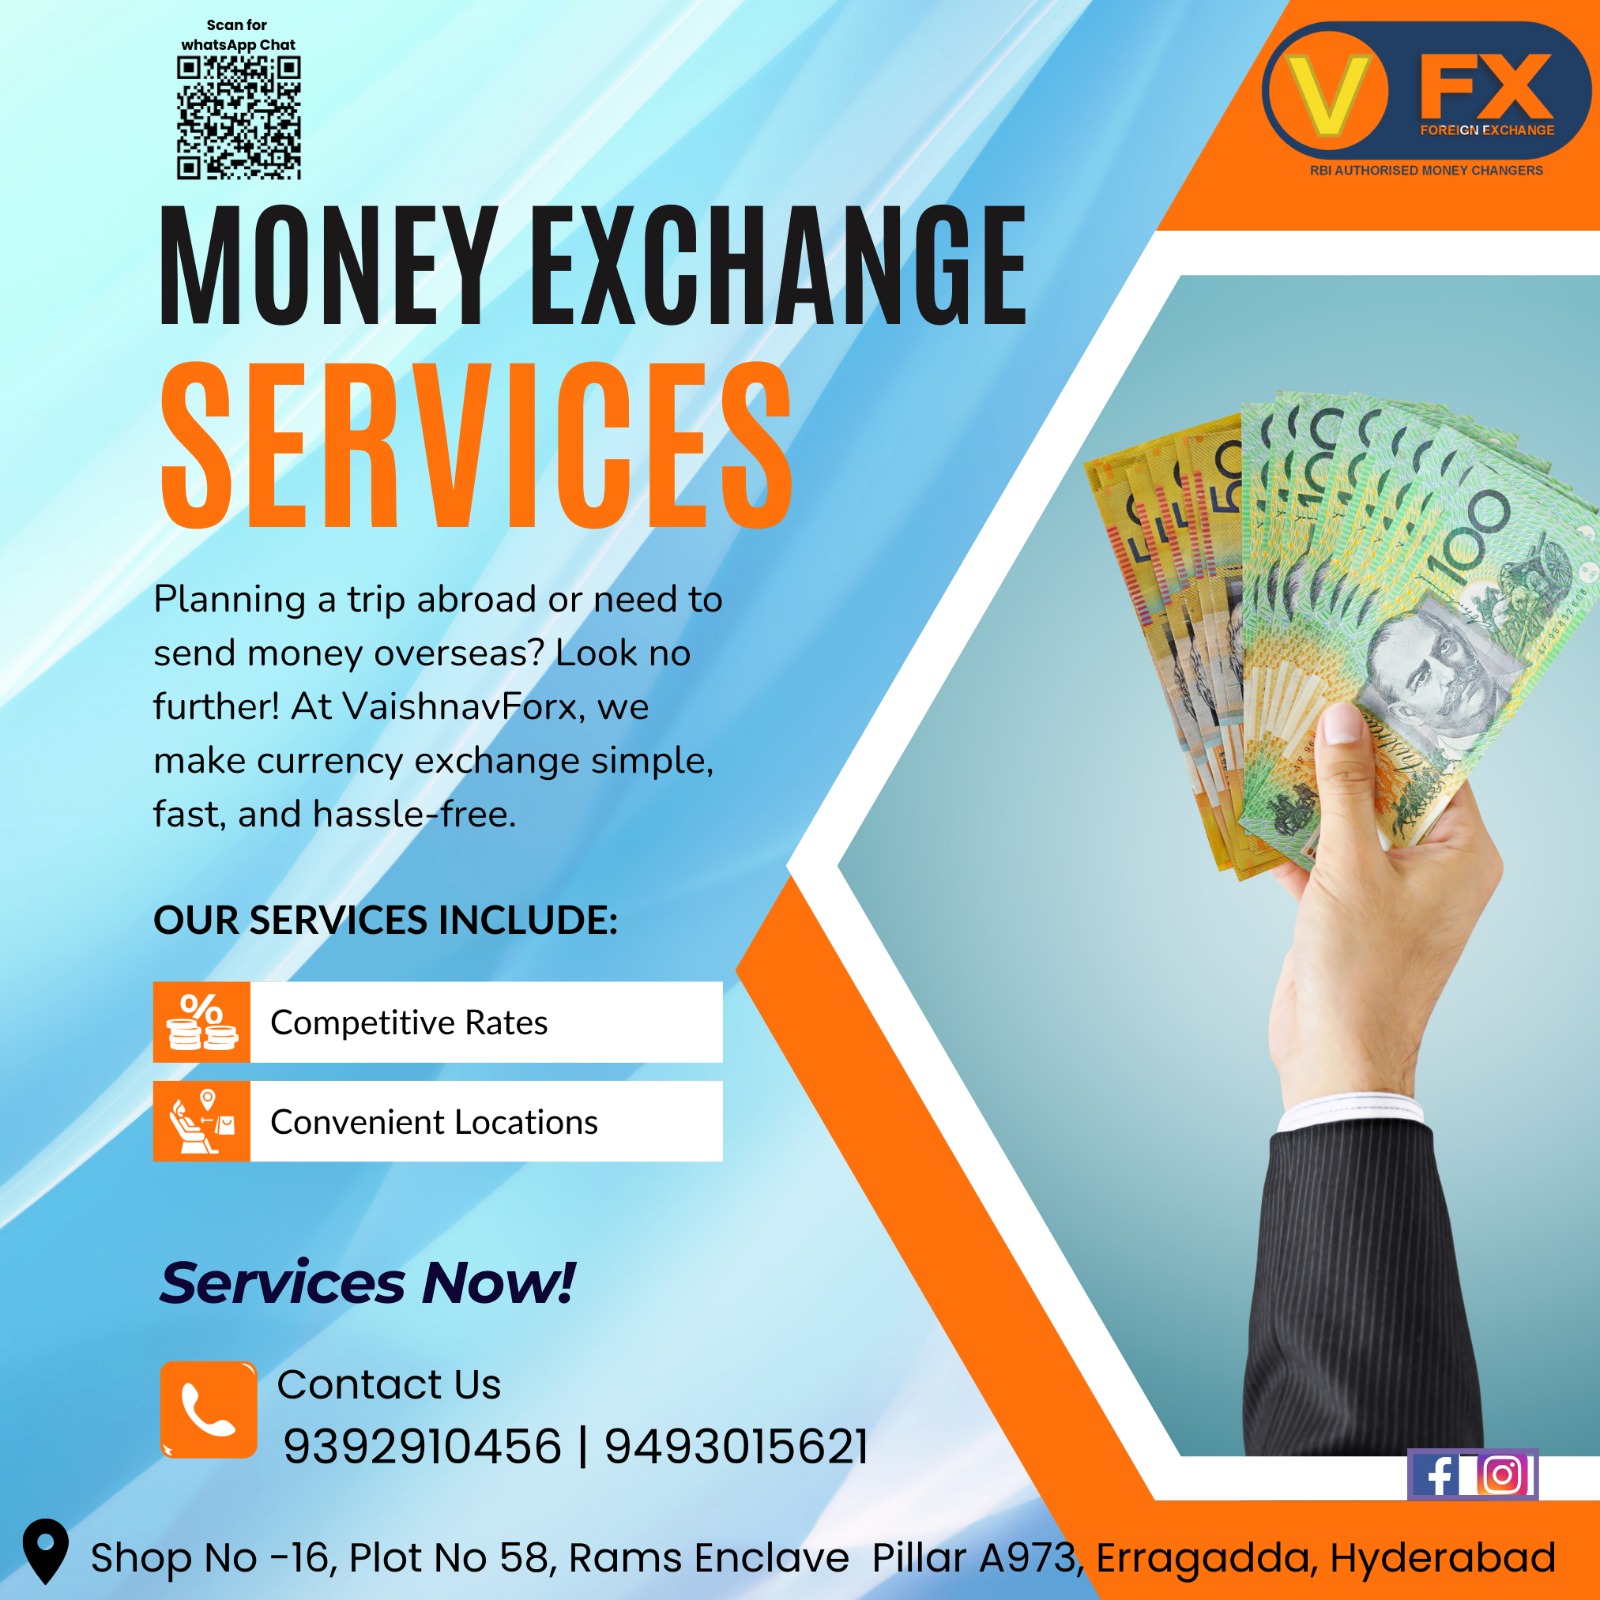 Scan for
whatsApp Chat
V FX
FOREIGN EXCHANGE
RBI AUTHORISED MONEY CHANGERS
MONEY EXCHANGE
SERVICES
Planning a trip abroad or need to
send money overseas? Look no
further! At VaishnavForx, we
make currency exchange simple,
fast, and hassle-free.
OUR SERVICES INCLUDE:
%
Competitive Rates
Convenient Locations
Services Now!
Contact Us
9392910456 | 9493015621
Shop No -16, Plot No 58, Rams Enclave Pillar A973, Erragadda, Hyderabad
50
100